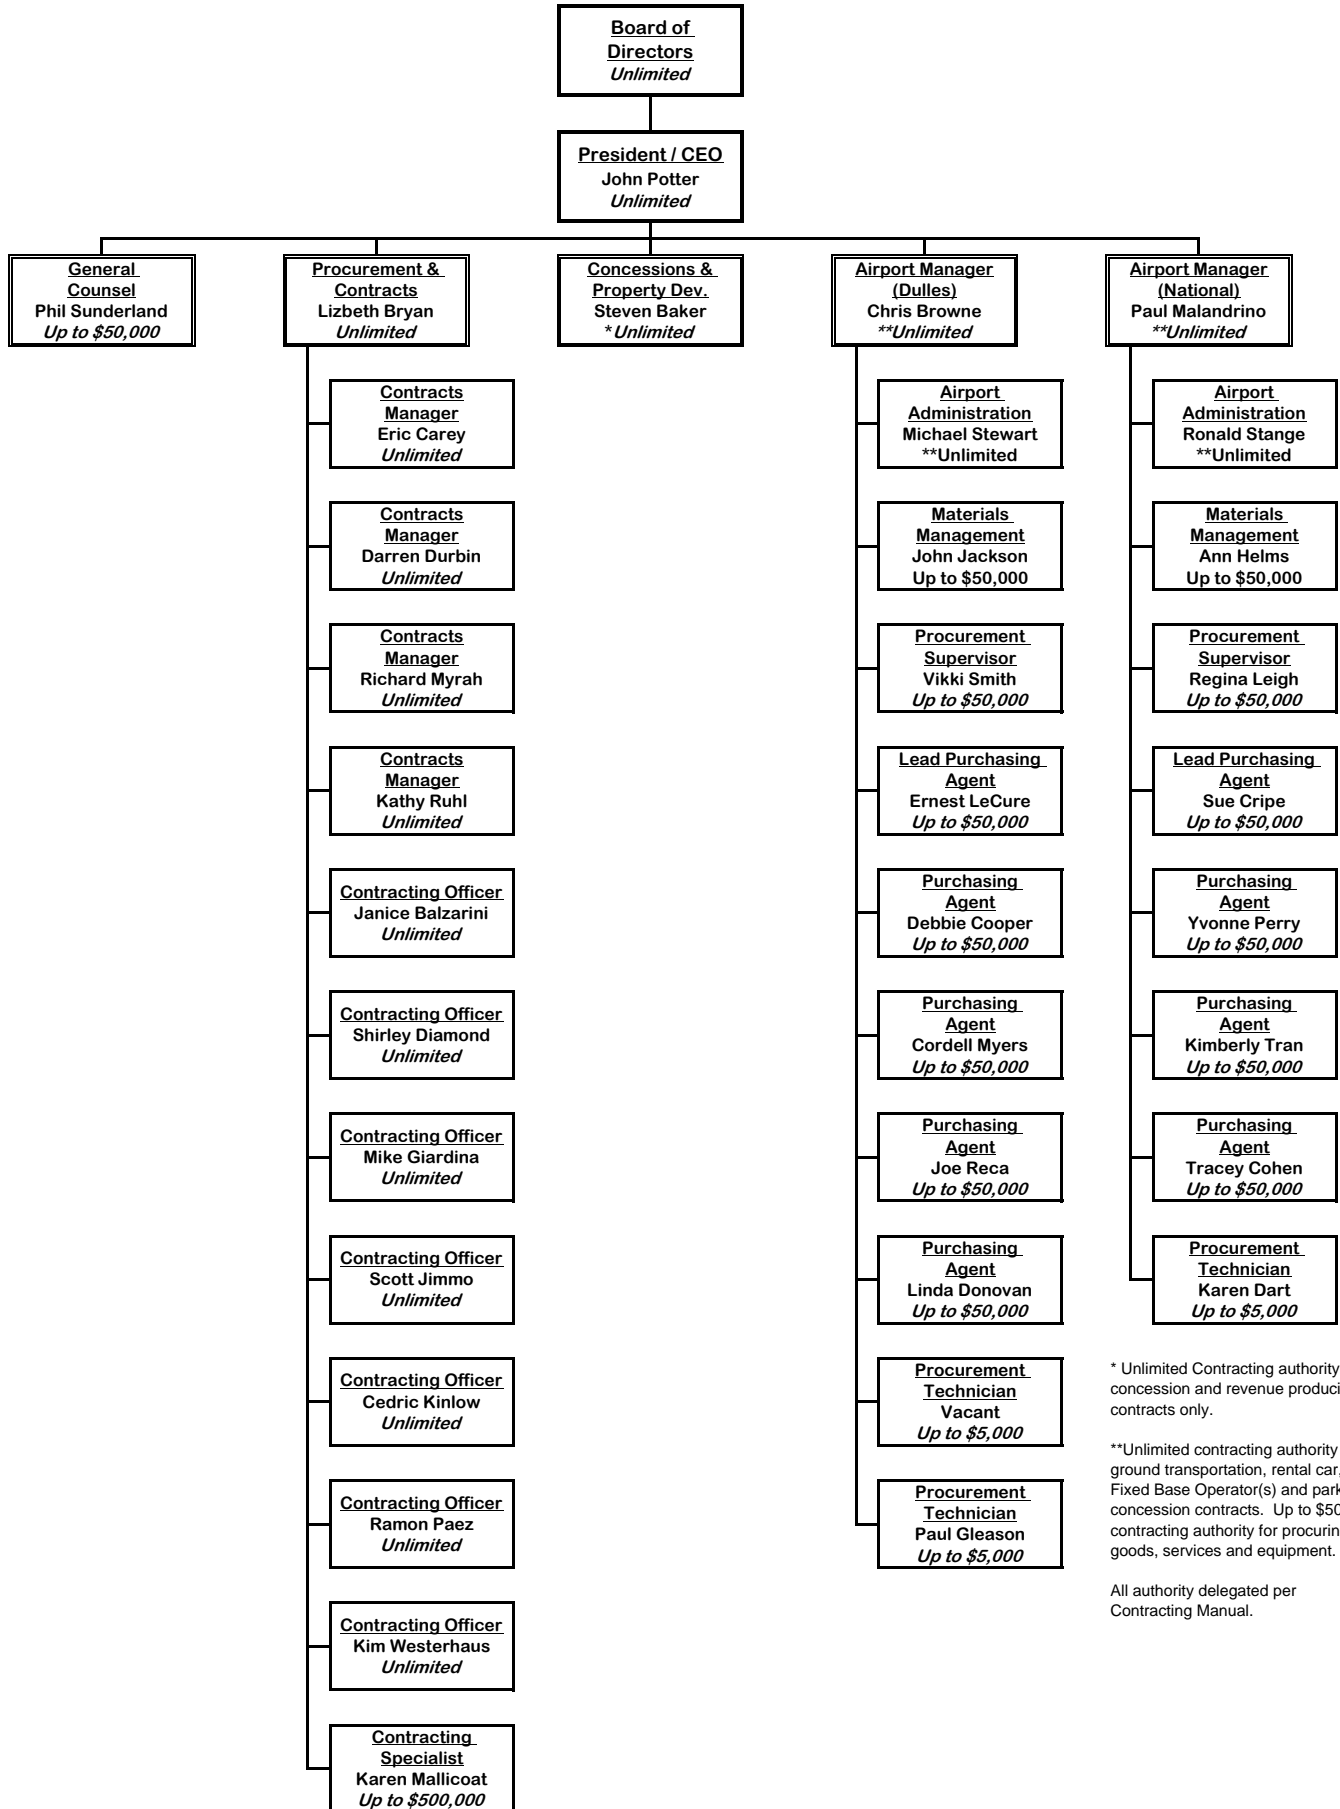 Board of
Directors
Unlimited
President / CEO
John Potter
Unlimited
General
Counsel
Phil Sunderland
Up to $50,000
Procurement &
Contracts
Lizbeth Bryan
Unlimited
Concessions &
Property Dev.
Steven Baker
*Unlimited
Airport Manager
(Dulles)
Chris Browne
**Unlimited
Airport Manager
(National)
Paul Malandrino
**Unlimited
Contracts
Manager
Eric Carey
Unlimited
Contracts
Manager
Darren Durbin
Unlimited
Contracts
Manager
Richard Myrah
Unlimited
Contracts
Manager
Kathy Ruhl
Unlimited
Contracting Officer
Janice Balzarini
Unlimited
Contracting Officer
Shirley Diamond
Unlimited
Contracting Officer
Mike Giardina
Unlimited
Contracting Officer
Scott Jimmo
Unlimited
Contracting Officer
Cedric Kinlow
Unlimited
Contracting Officer
Ramon Paez
Unlimited
Contracting Officer
Kim Westerhaus
Unlimited
Contracting
Specialist
Karen Mallicoat
Up to $500,000
Airport
Administration
Michael Stewart
**Unlimited
Materials
Management
John Jackson
Up to $50,000
Procurement
Supervisor
Vikki Smith
Up to $50,000
Lead Purchasing
Agent
Ernest LeCure
Up to $50,000
Purchasing
Agent
Debbie Cooper
Up to $50,000
Purchasing
Agent
Cordell Myers
Up to $50,000
Purchasing
Agent
Joe Reca
Up to $50,000
Purchasing
Agent
Linda Donovan
Up to $50,000
Procurement
Technician
Vacant
Up to $5,000
Procurement
Technician
Paul Gleason
Up to $5,000
Airport
Administration
Ronald Stange
**Unlimited
Materials
Management
Ann Helms
Up to $50,000
Procurement
Supervisor
Regina Leigh
Up to $50,000
Lead Purchasing
Agent
Sue Cripe
Up to $50,000
Purchasing
Agent
Yvonne Perry
Up to $50,000
Purchasing
Agent
Kimberly Tran
Up to $50,000
Purchasing
Agent
Tracey Cohen
Up to $50,000
Procurement
Technician
Karen Dart
Up to $5,000
* Unlimited Contracting authority
concession and revenue
contracts only.
**Unlimited contracting authority
ground transportation, rental car,
Fixed Base Operator(s) and
concession contracts. Up to
contracting authority for
goods, services and equipment.
All authority delegated per
Contracting Manual.